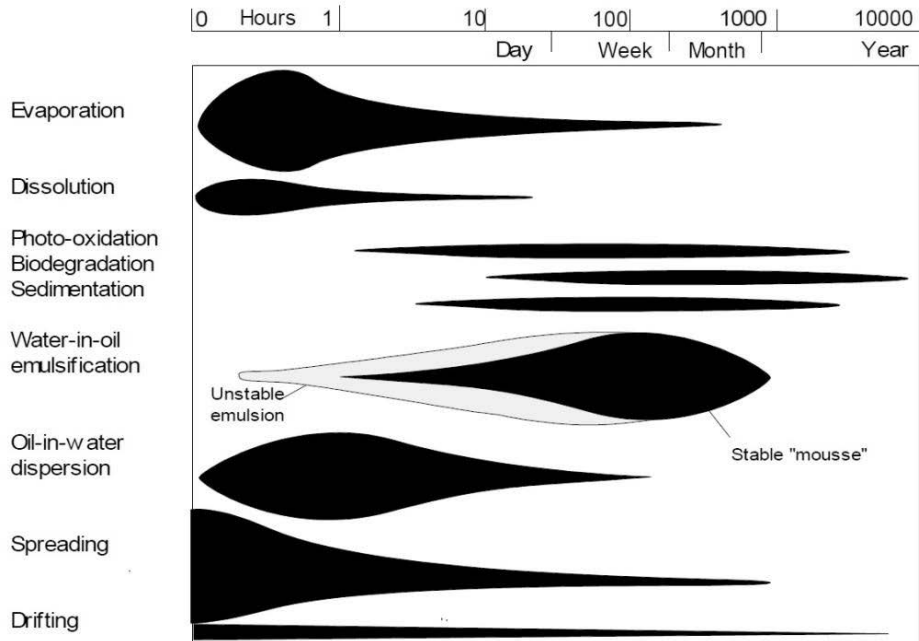 0 Hours 1 10 100 1000 10000
Day Week Month Year
Evaporation
Dissolution
Photo-oxidation
Biodegradation
Sedimentation
Water-in-oil
emulsification
Unstable
emulsion
Stable "mousse"
Oil-in-water
dispersion
Spreading
Drifting